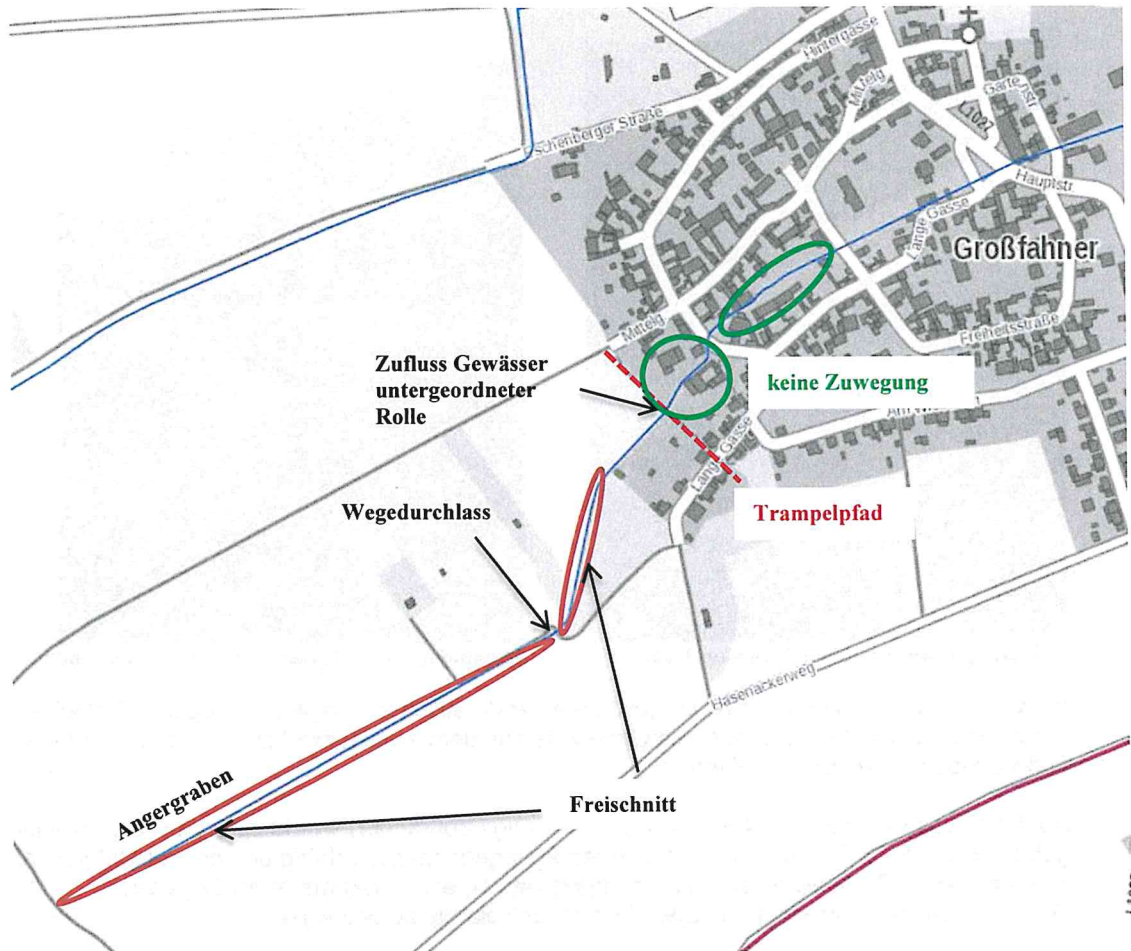 Hintergasse
Mittelg
Gartenstr
L1027
schenberger Straße
Hauptstr.
Lange Gasse
Großfahner
Freiheitsstraße
Mittelg
Zufluss Gewässer
untergeordneter
Rolle
keine Zuwegung
Lange Gasse
Wegedurchlass
Trampelpfad
Hasenackerweg
Angergraben
Freischnitt